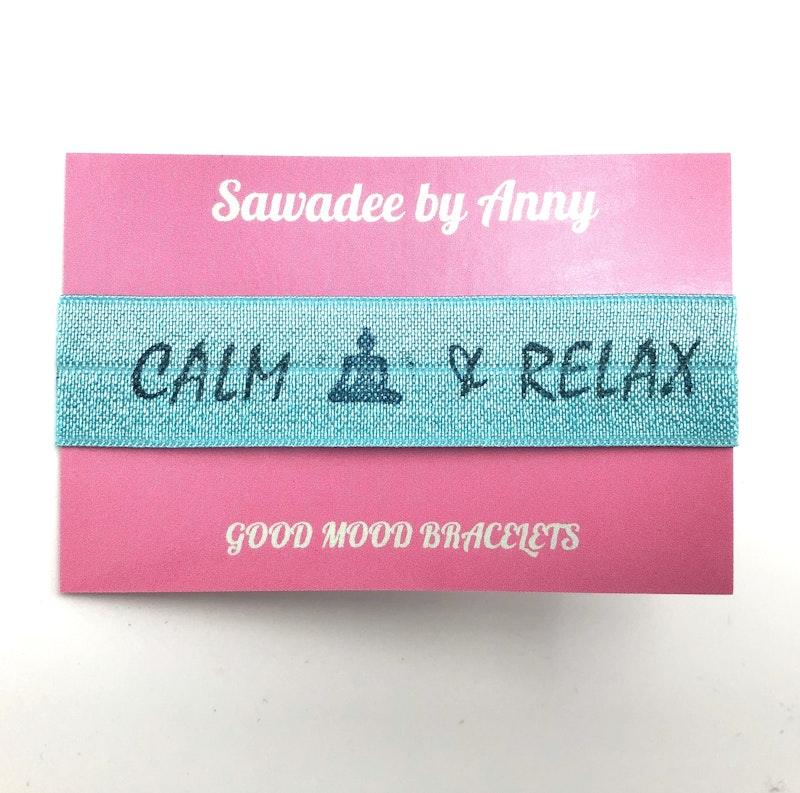 Sawadee by Anny
CALM & RELAX
GOOD MOOD BRACELETS